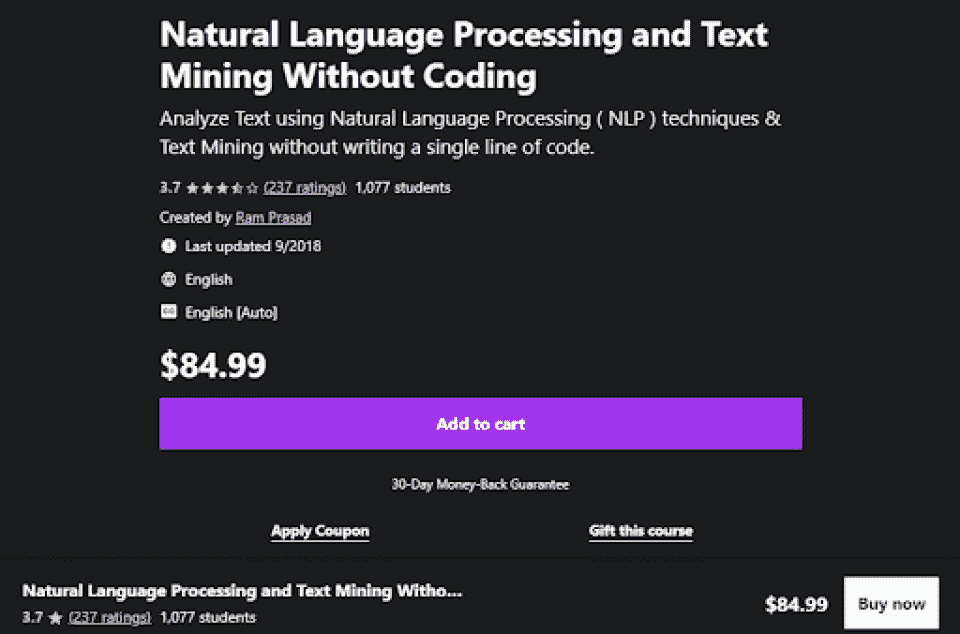 Natural Language Processing and Text
Mining Without Coding
Analyze Text using Natural Language Processing ( NLP ) techniques &
Text Mining without writing a single line of code.
3.7 ★★★ (237 ratings) 1,077 students
Created by Ram Prasad
Last updated 9/2018
English
CC English [Auto]
$84.99
Add to cart
30-Day Money-Back Guarantee
Apply Coupon Gift this course
Natural Language Processing and Text Mining Witho...
$84.99 Buy now
3.7 ★ (237 ratings) 1,077 students